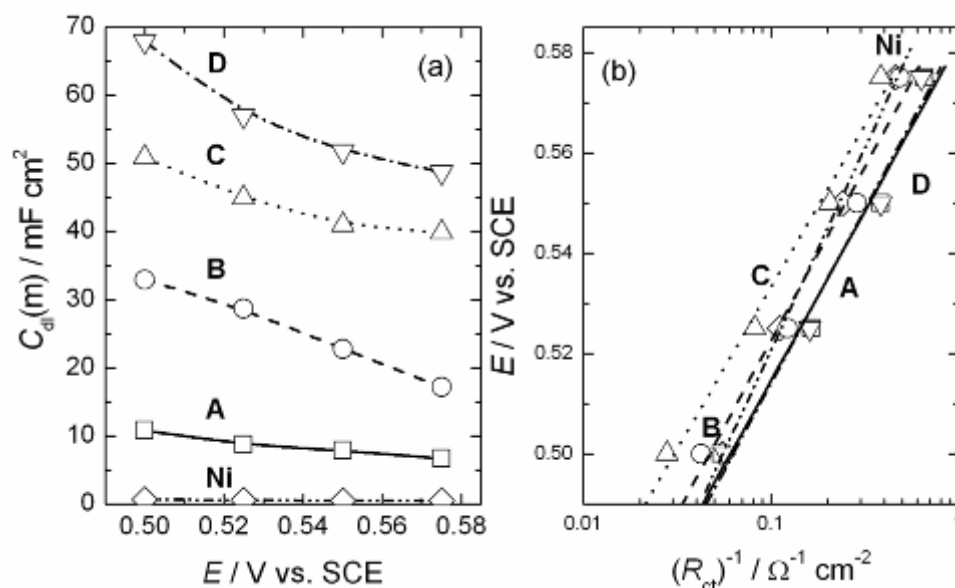 70
60
50
40
30
20
10
0
D
C
B
A
Ni
(a)
C_dl(m) / mF cm²
0.50
0.52
0.54
0.56
0.58
E / V vs. SCE
0.58
0.56
0.54
0.52
0.50
(b)
Ni
D
A
C
B
E / V vs. SCE
0.01
0.1
1
(R_ct)⁻¹ / Ω⁻¹ cm⁻²